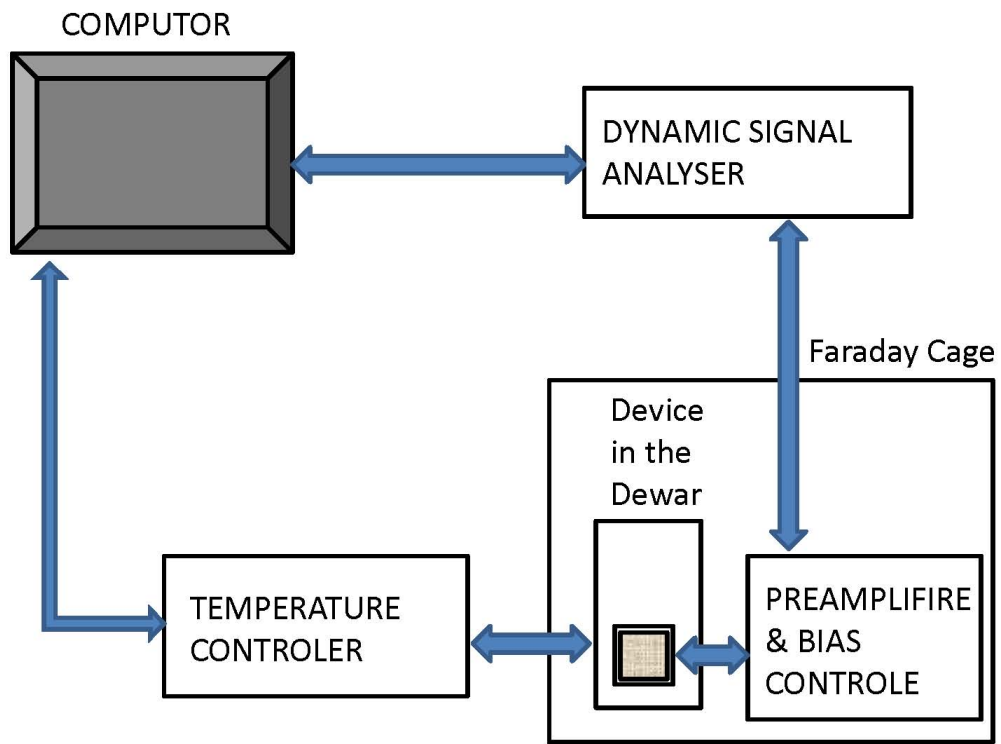 COMPUTOR
DYNAMIC SIGNAL
ANALYSER
Faraday Cage
Device
in the
Dewar
TEMPERATURE
CONTROLER
PREAMPLIFIRE
& BIAS
CONTROLE